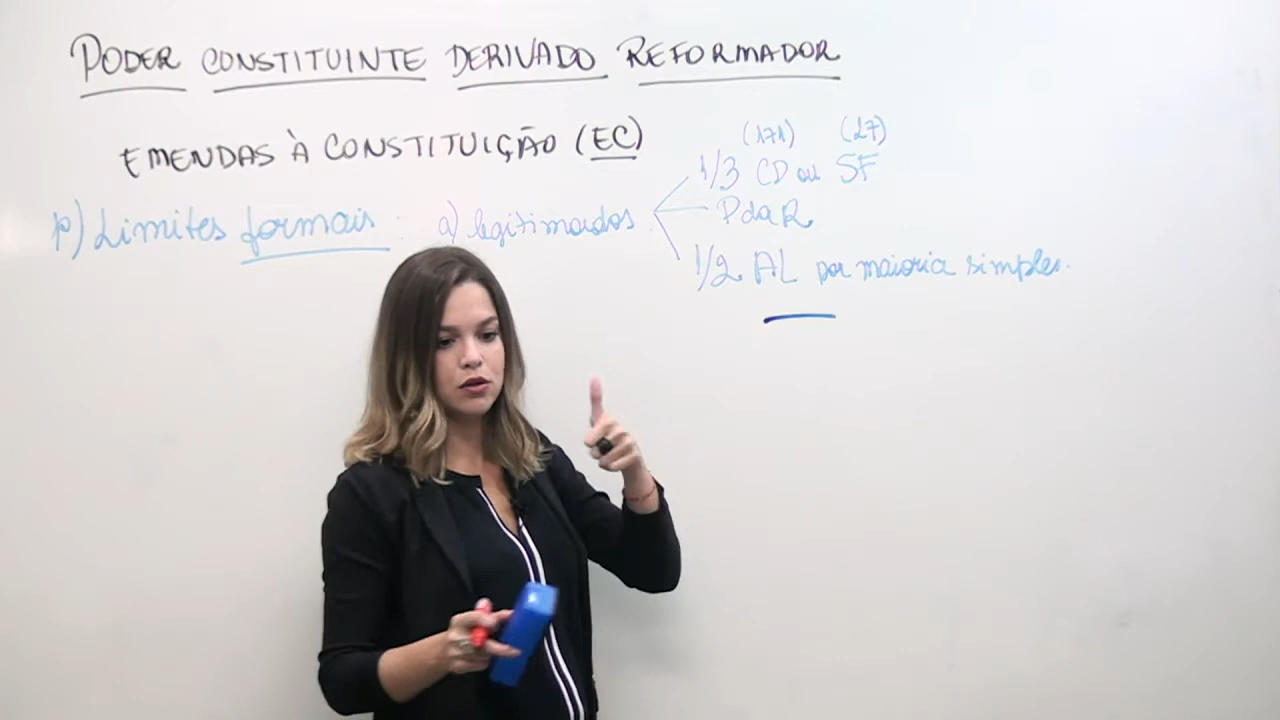 PODER CONSTITUINTE DERIVADO REFORMADOR
EMENDAS À CONSTITUIÇÃO (EC)
(171) (27)
1/3 CD ou SF
b) Limites formais: a) legitimados:
PdaR
1/2 AL por maioria simples.